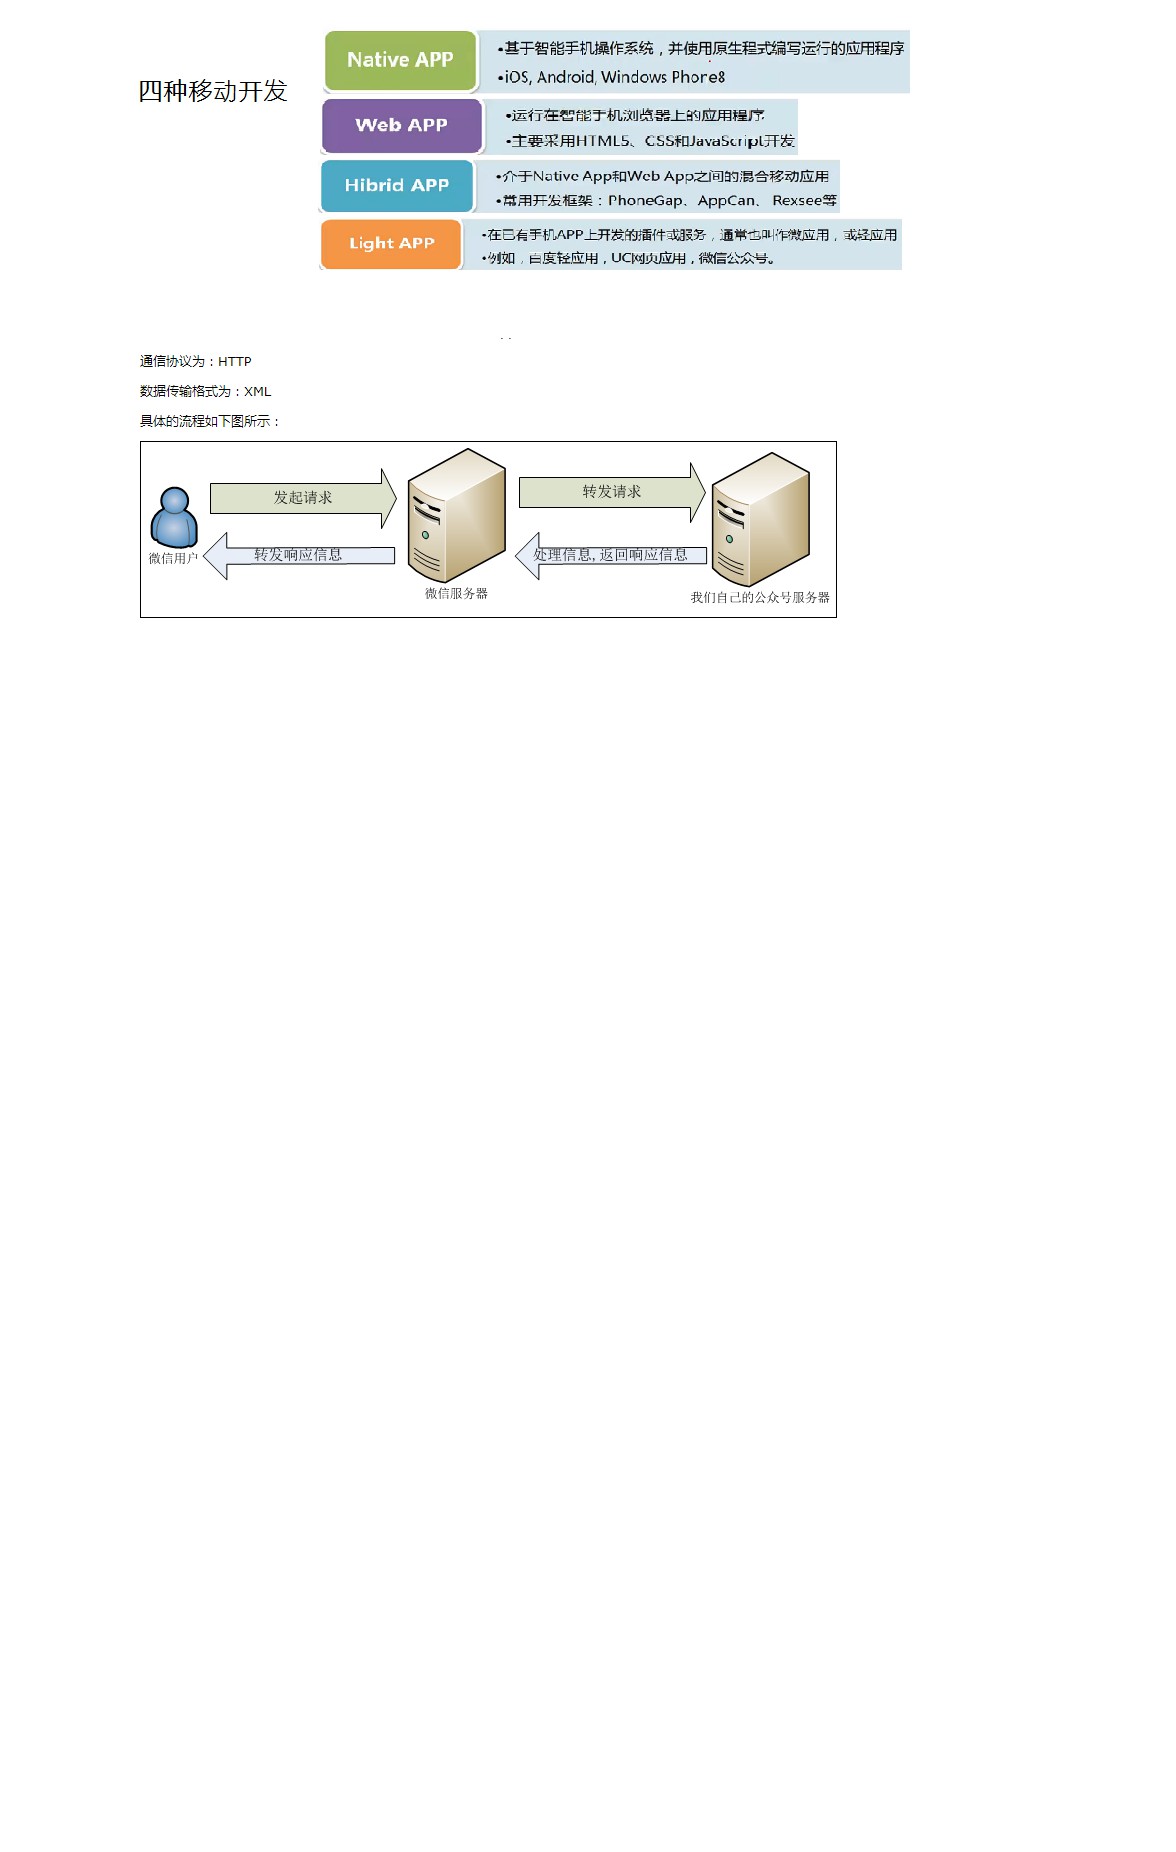 四种移动开发
Native APP
•基于智能手机操作系统，并使用原生程式编写运行的应用程序
•iOS, Android, Windows Phone8
Web APP
•运行在智能手机浏览器上的应用程序
•主要采用HTML5、CSS和JavaScript开发
Hibrid APP
•介于Native App和Web App之间的混合移动应用
•常用开发框架：PhoneGap、AppCan、 Rexsee等
Light APP
•在已有手机APP上开发的插件或服务，通常也叫作微应用，或轻应用
•例如，百度轻应用，UC网页应用，微信公众号。
通信协议为：HTTP
数据传输格式为：XML
具体的流程如下图所示：
发起请求
转发请求
微信用户
转发响应信息
处理信息, 返回响应信息
微信服务器
我们自己的公众号服务器